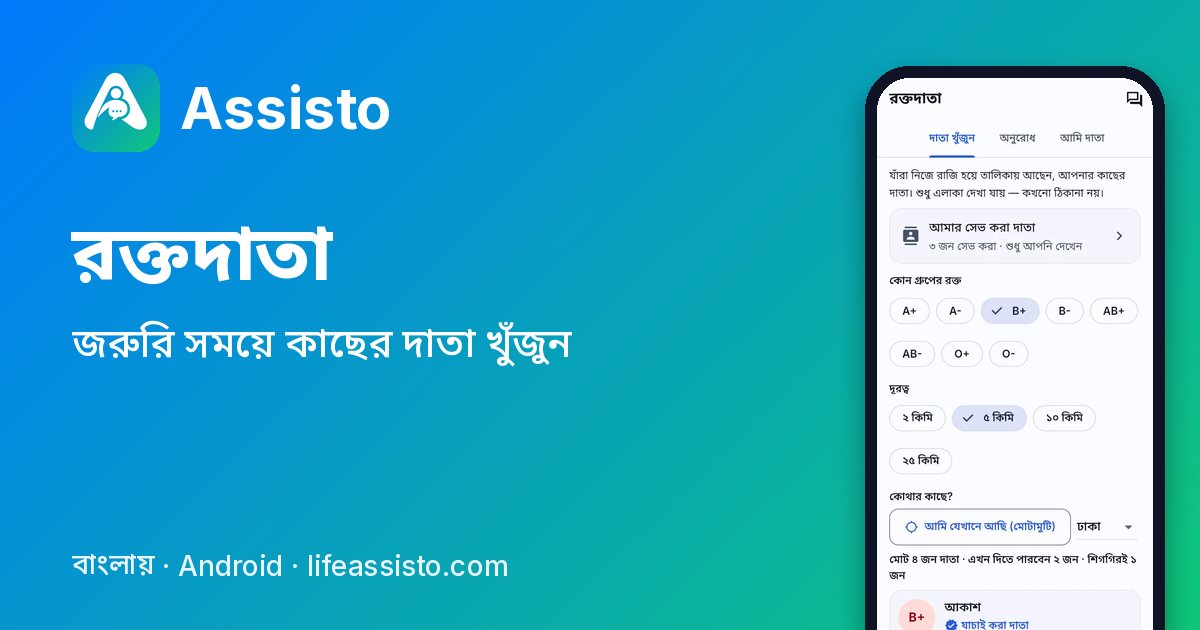 Assisto
রক্তদাতা
জরুরি সময়ে কাছের দাতা খুঁজুন
বাংলায় · Android · lifeassisto.com
রক্তদাতা
দাতা খুঁজুন অনুরোধ আমি দাতা
যাঁরা নিজে রাজি হয়ে তালিকায় আছেন, আপনার কাছের
দাতা। শুধু এলাকা দেখা যায় — কখনো ঠিকানা নয়।
আমার সেভ করা দাতা
৩ জন সেভ করা · শুধু আপনি দেখেন
কোন গ্রুপের রক্ত
A+ A- B+ B- AB+
AB- O+ O-
দূরত্ব
২ কিমি ৫ কিমি ১০ কিমি
২৫ কিমি
কোথার কাছে?
আমি যেখানে আছি (মোটামুটি) ঢাকা
মোট ৪ জন দাতা · এখন দিতে পারবেন ২ জন · শিগগিরই ১
জন
B+ আকাশ
যাচাই করা দাতা